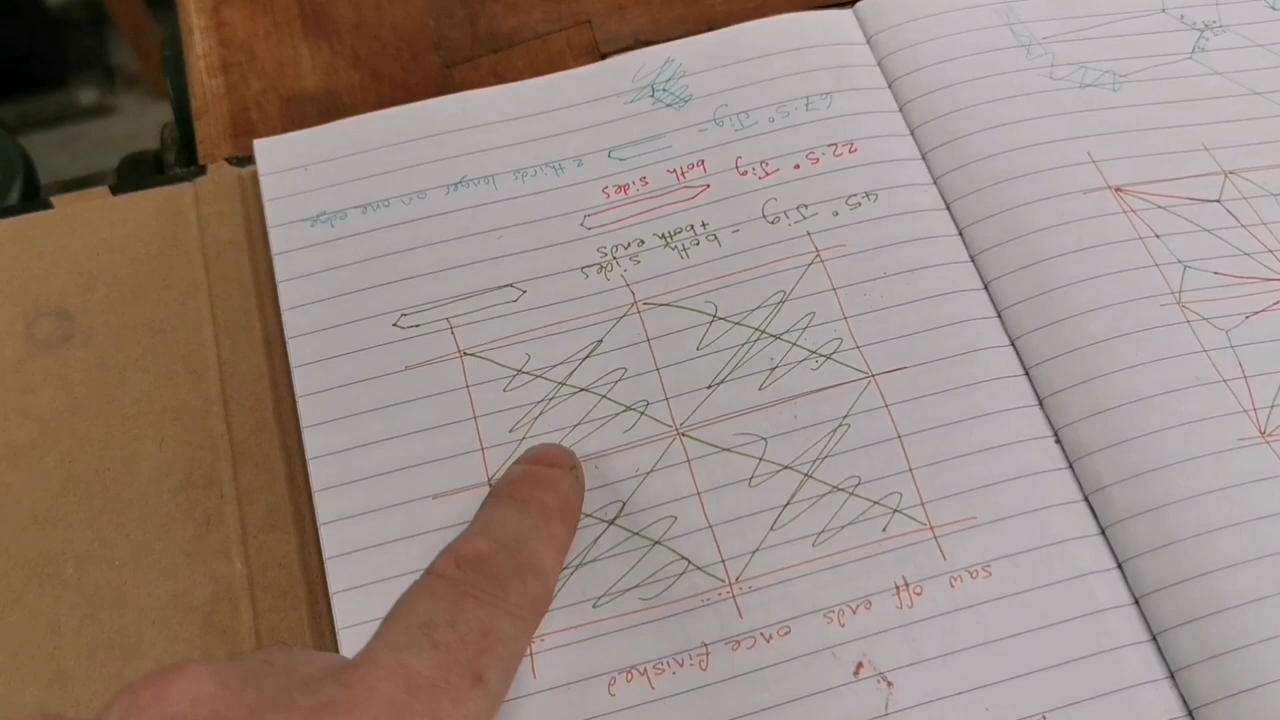 saw off ends once finished
45° Jig - both sides
+ both ends
22.5° Jig both sides
67.5° Jig - 2 thirds longer on one edge